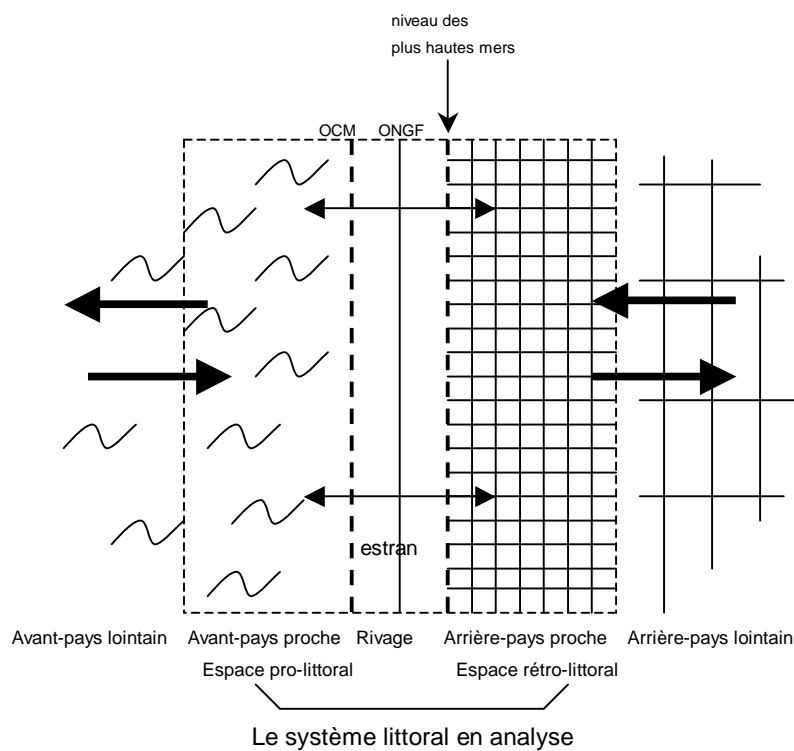 niveau des
plus hautes mers
OCM ONGF
estran
Avant-pays lointain Avant-pays proche Rivage Arrière-pays proche Arrière-pays lointain
Espace pro-littoral Espace rétro-littoral
Le système littoral en analyse